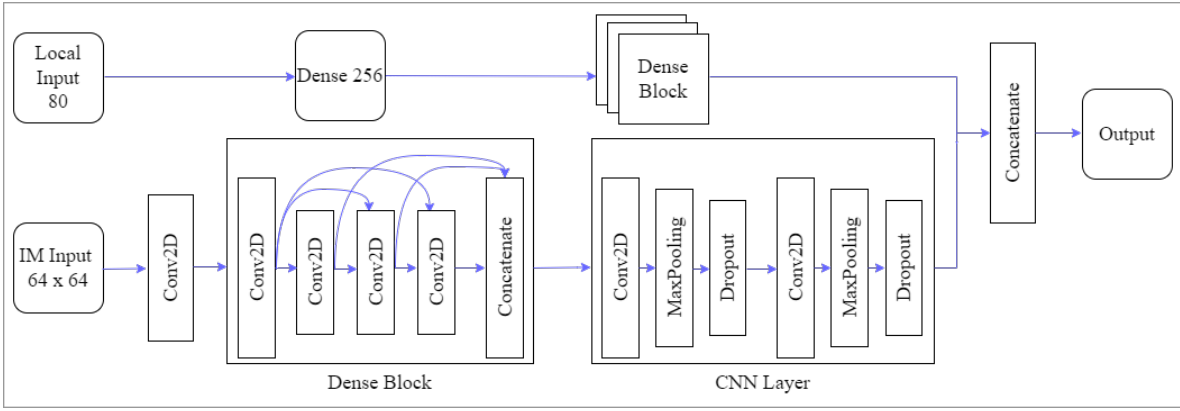 Local
Input
80
Dense 256
Dense
Block
Concatenate
Output
IM Input
64 x 64
Conv2D
Conv2D
Conv2D
Conv2D
Conv2D
Concatenate
Dense Block
Conv2D
MaxPooling
Dropout
Conv2D
MaxPooling
Dropout
CNN Layer